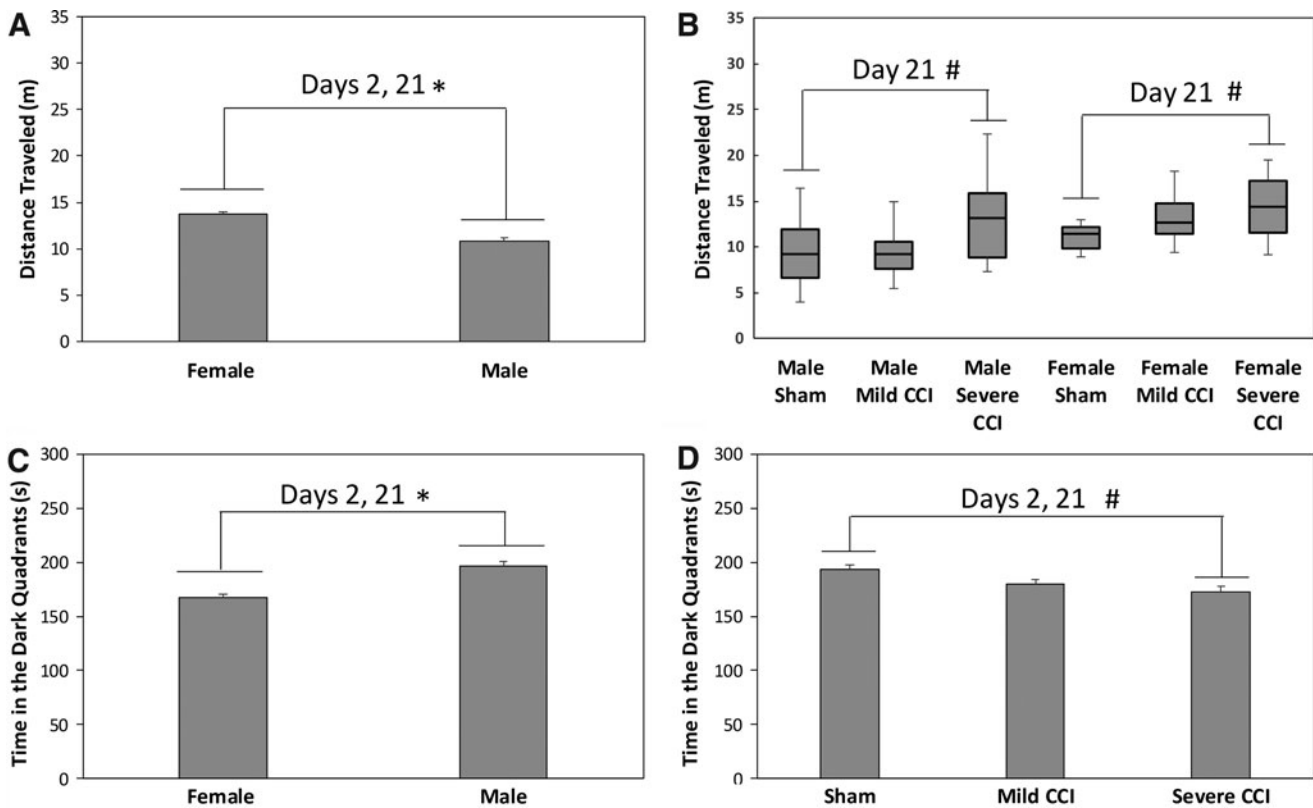 A
Distance Traveled (m)
35
30
25
20
15
10
5
0
Days 2, 21 *
Female
Male
B
Distance Traveled (m)
35
30
25
20
15
10
5
0
Day 21 #
Day 21 #
Male Sham
Male Mild CCI
Male Severe CCI
Female Sham
Female Mild CCI
Female Severe CCI
C
Time in the Dark Quadrants (s)
300
250
200
150
100
50
0
Days 2, 21 *
Female
Male
D
Time in the Dark Quadrants (s)
300
250
200
150
100
50
0
Days 2, 21 #
Sham
Mild CCI
Severe CCI